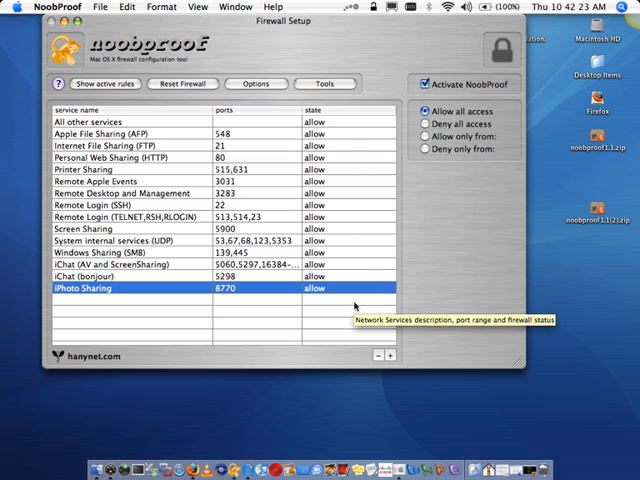 NoobProof File Edit Format View Window Help (100%) Thu 10 42 23 AM
Firewall Setup
noobproof
Mac OS X firewall configuration tool
? Show active rules Reset Firewall Options Tools Activate NoobProof
service name ports state
All other services allow
Apple File Sharing (AFP) 548 allow
Internet File Sharing (FTP) 21 allow
Personal Web Sharing (HTTP) 80 allow
Printer Sharing 515,631 allow
Remote Apple Events 3031 allow
Remote Desktop and Management 3283 allow
Remote Login (SSH) 22 allow
Remote Login (TELNET,RSH,RLOGIN) 513,514,23 allow
Screen Sharing 5900 allow
System internal services (UDP) 53,67,68,123,5353 allow
Windows Sharing (SMB) 139,445 allow
iChat (AV and ScreenSharing) 5060,5297,16384-... allow
iChat (bonjour) 5298 allow
iPhoto Sharing 8770 allow
Allow all access
Deny all access
Allow only from:
Deny only from:
Network Services description, port range and firewall status
hanynet.com
- +
Macintosh HD
Desktop Items
Firefox
noobproof1.1.zip
noobproof1.1(2).zip